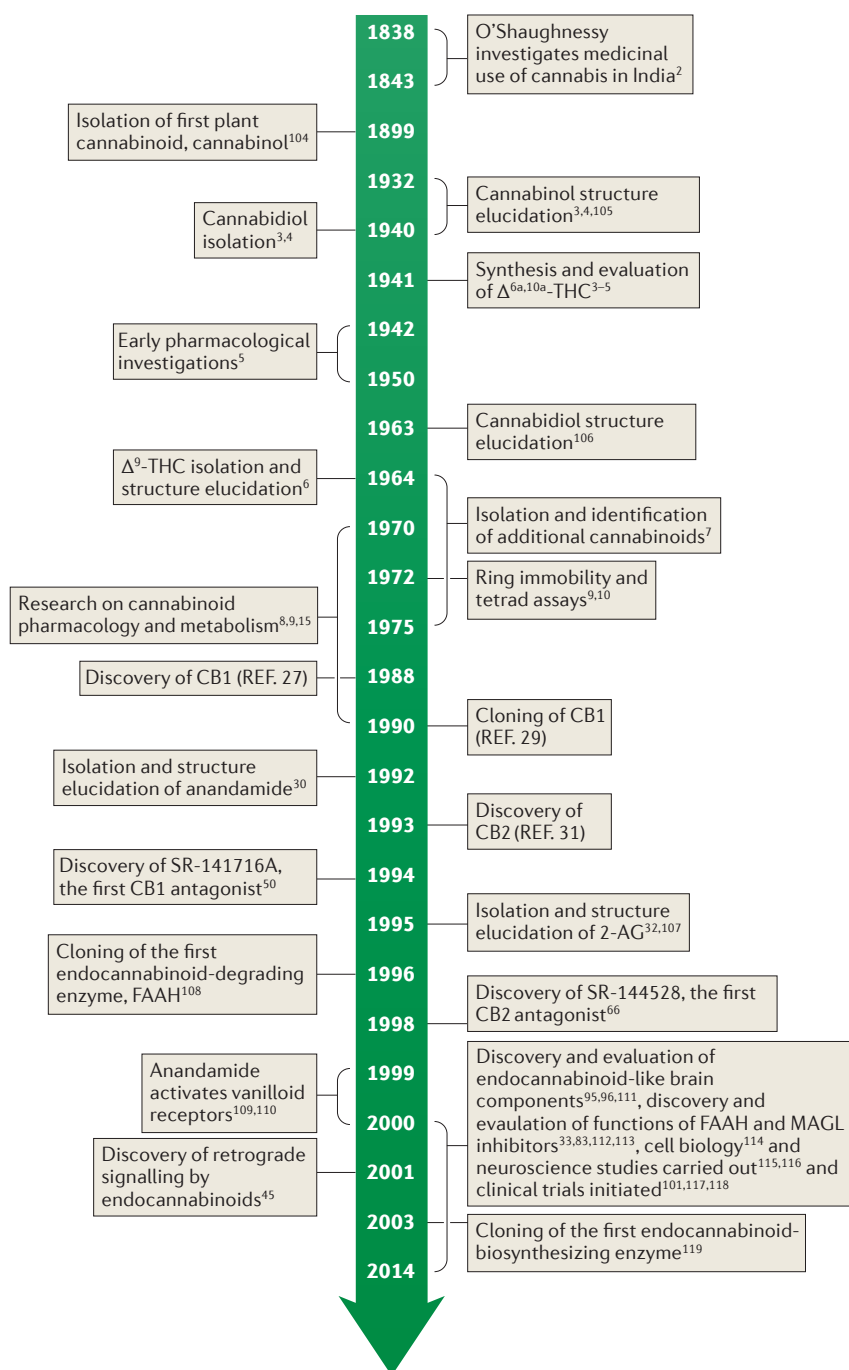 1838
O’Shaughnessy
investigates medicinal
use of cannabis in India²
1843
Isolation of first plant
cannabinoid, cannabinol¹⁰⁴
1899
1932
Cannabinol structure
elucidation³,⁴,¹⁰⁵
Cannabidiol
isolation³,⁴
1940
1941
Synthesis and evaluation
of Δ⁶ᵃ,¹⁰ᵃ-THC³⁻⁵
1942
Early pharmacological
investigations⁵
1950
1963
Cannabidiol structure
elucidation¹⁰⁶
Δ⁹-THC isolation and
structure elucidation⁶
1964
Isolation and identification
of additional cannabinoids⁷
1970
1972
Ring immobility and
tetrad assays⁹,¹⁰
Research on cannabinoid
pharmacology and metabolism⁸,⁹,¹⁵
1975
Discovery of CB1 (REF. 27)
1988
1990
Cloning of CB1
(REF. 29)
Isolation and structure
elucidation of anandamide³⁰
1992
1993
Discovery of
CB2 (REF. 31)
Discovery of SR-141716A,
the first CB1 antagonist⁵⁰
1994
1995
Isolation and structure
elucidation of 2-AG³²,¹⁰⁷
Cloning of the first
endocannabinoid-degrading
enzyme, FAAH¹⁰⁸
1996
1998
Discovery of SR-144528, the first
CB2 antagonist⁶⁶
Anandamide
activates vanilloid
receptors¹⁰⁹,¹¹⁰
1999
2000
Discovery and evaluation of
endocannabinoid-like brain
components⁹⁵,⁹⁶,¹¹¹, discovery and
evaulation of functions of FAAH and MAGL
inhibitors³³,⁸³,¹¹²,¹¹³, cell biology¹¹⁴ and
neuroscience studies carried out¹¹⁵,¹¹⁶ and
clinical trials initiated¹⁰¹,¹¹⁷,¹¹⁸
Discovery of retrograde
signalling by
endocannabinoids⁴⁵
2001
2003
Cloning of the first endocannabinoid-
biosynthesizing enzyme¹¹⁹
2014